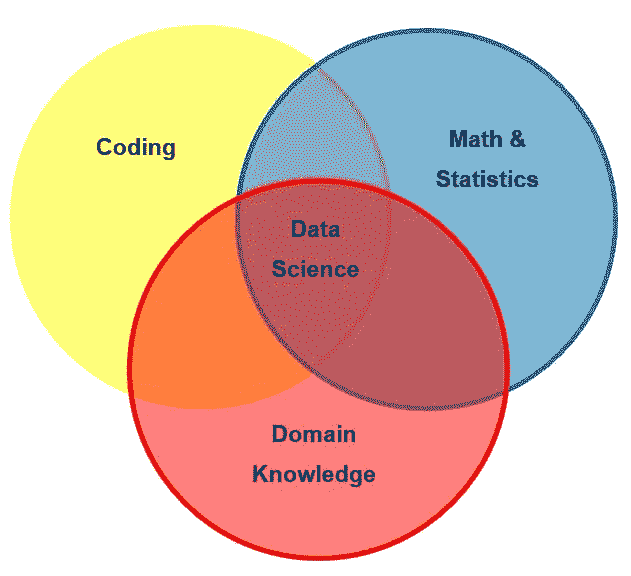 Coding
Math &
Statistics
Data
Science
Domain
Knowledge